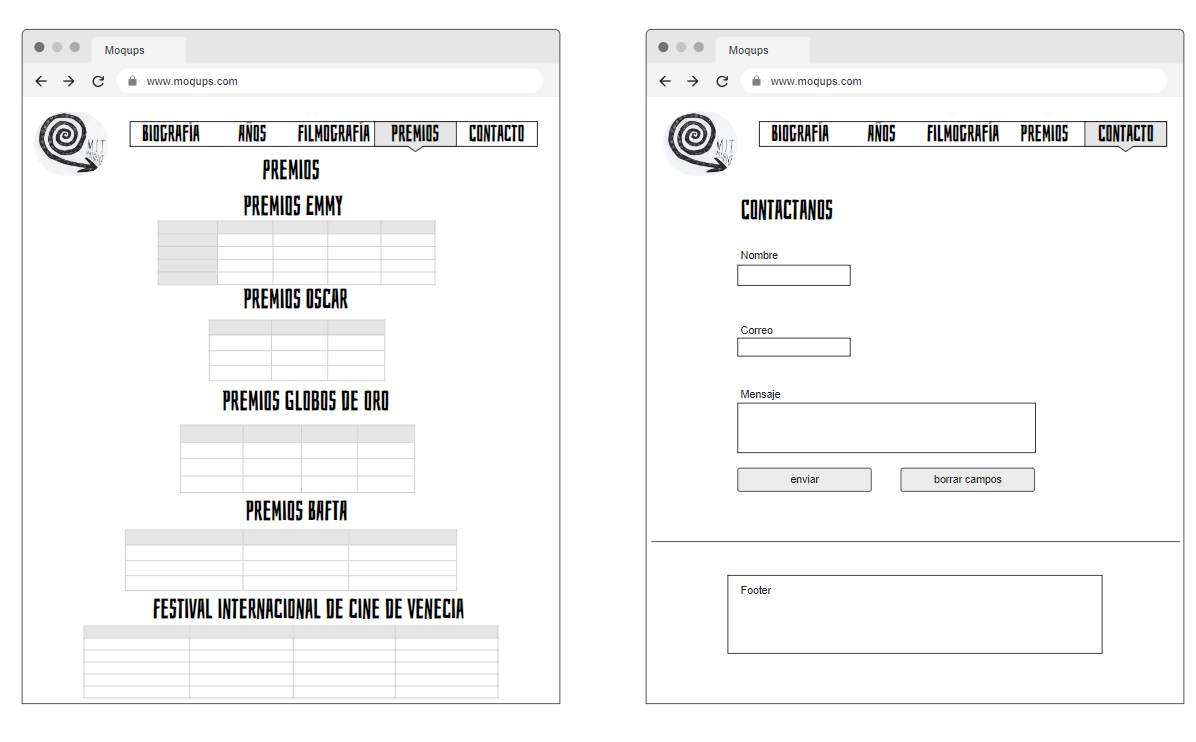 Moqups
www.moqups.com
BIOGRAFÍA AÑOS FILMOGRAFÍA PREMIOS CONTACTO
PREMIOS
PREMIOS EMMY
PREMIOS OSCAR
PREMIOS GLOBOS DE ORO
PREMIOS BAFTA
FESTIVAL INTERNACIONAL DE CINE DE VENECIA
Moqups
www.moqups.com
BIOGRAFÍA AÑOS FILMOGRAFÍA PREMIOS CONTACTO
CONTACTANOS
Nombre
Correo
Mensaje
enviar borrar campos
Footer